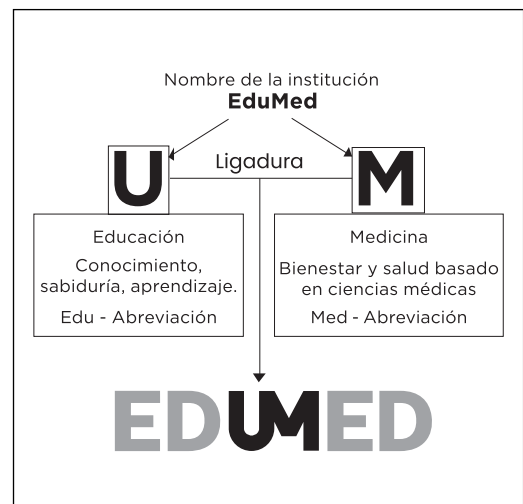 Nombre de la institución
EduMed
Ligadura
U
M
Educación
Conocimiento,
sabiduría, aprendizaje.
Edu - Abreviación
Medicina
Bienestar y salud basado
en ciencias médicas
Med - Abreviación
EDUMED